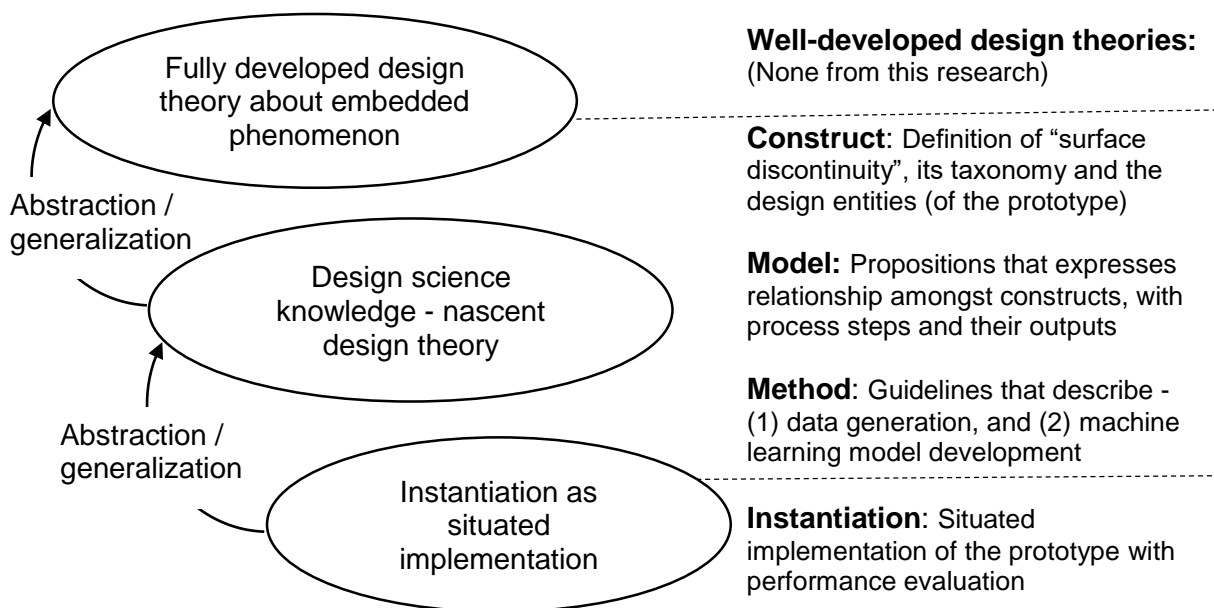 Fully developed design
theory about embedded
phenomenon
Abstraction /
generalization
Design science
knowledge - nascent
design theory
Abstraction /
generalization
Instantiation as
situated
implementation
Well-developed design theories:
(None from this research)
Construct: Definition of “surface
discontinuity”, its taxonomy and the
design entities (of the prototype)
Model: Propositions that expresses
relationship amongst constructs, with
process steps and their outputs
Method: Guidelines that describe -
(1) data generation, and (2) machine
learning model development
Instantiation: Situated
implementation of the prototype with
performance evaluation